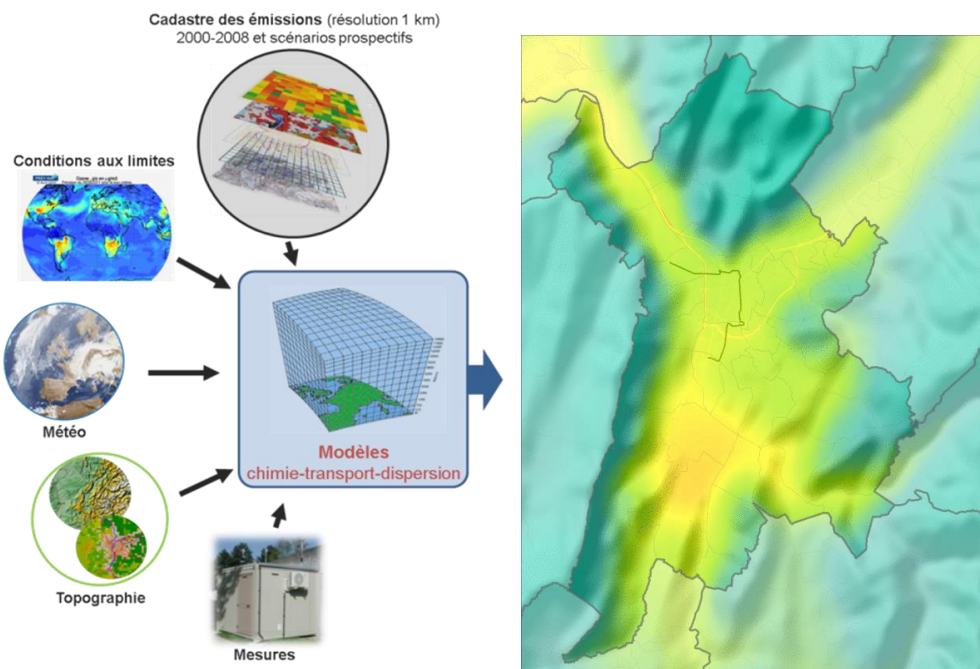 Cadastre des émissions (résolution 1 km)
2000-2008 et scénarios prospectifs
Conditions aux limites
Météo
Modèles
chimie-transport-dispersion
Topographie
Mesures